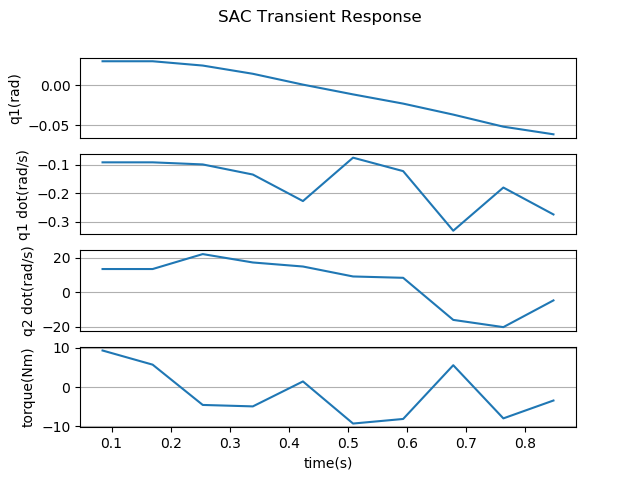 SAC Transient Response
q1(rad)
0.00
−0.05
q1 dot(rad/s)
−0.1
−0.2
−0.3
q2 dot(rad/s)
20
0
−20
torque(Nm)
10
0
−10
0.1 0.2 0.3 0.4 0.5 0.6 0.7 0.8
time(s)